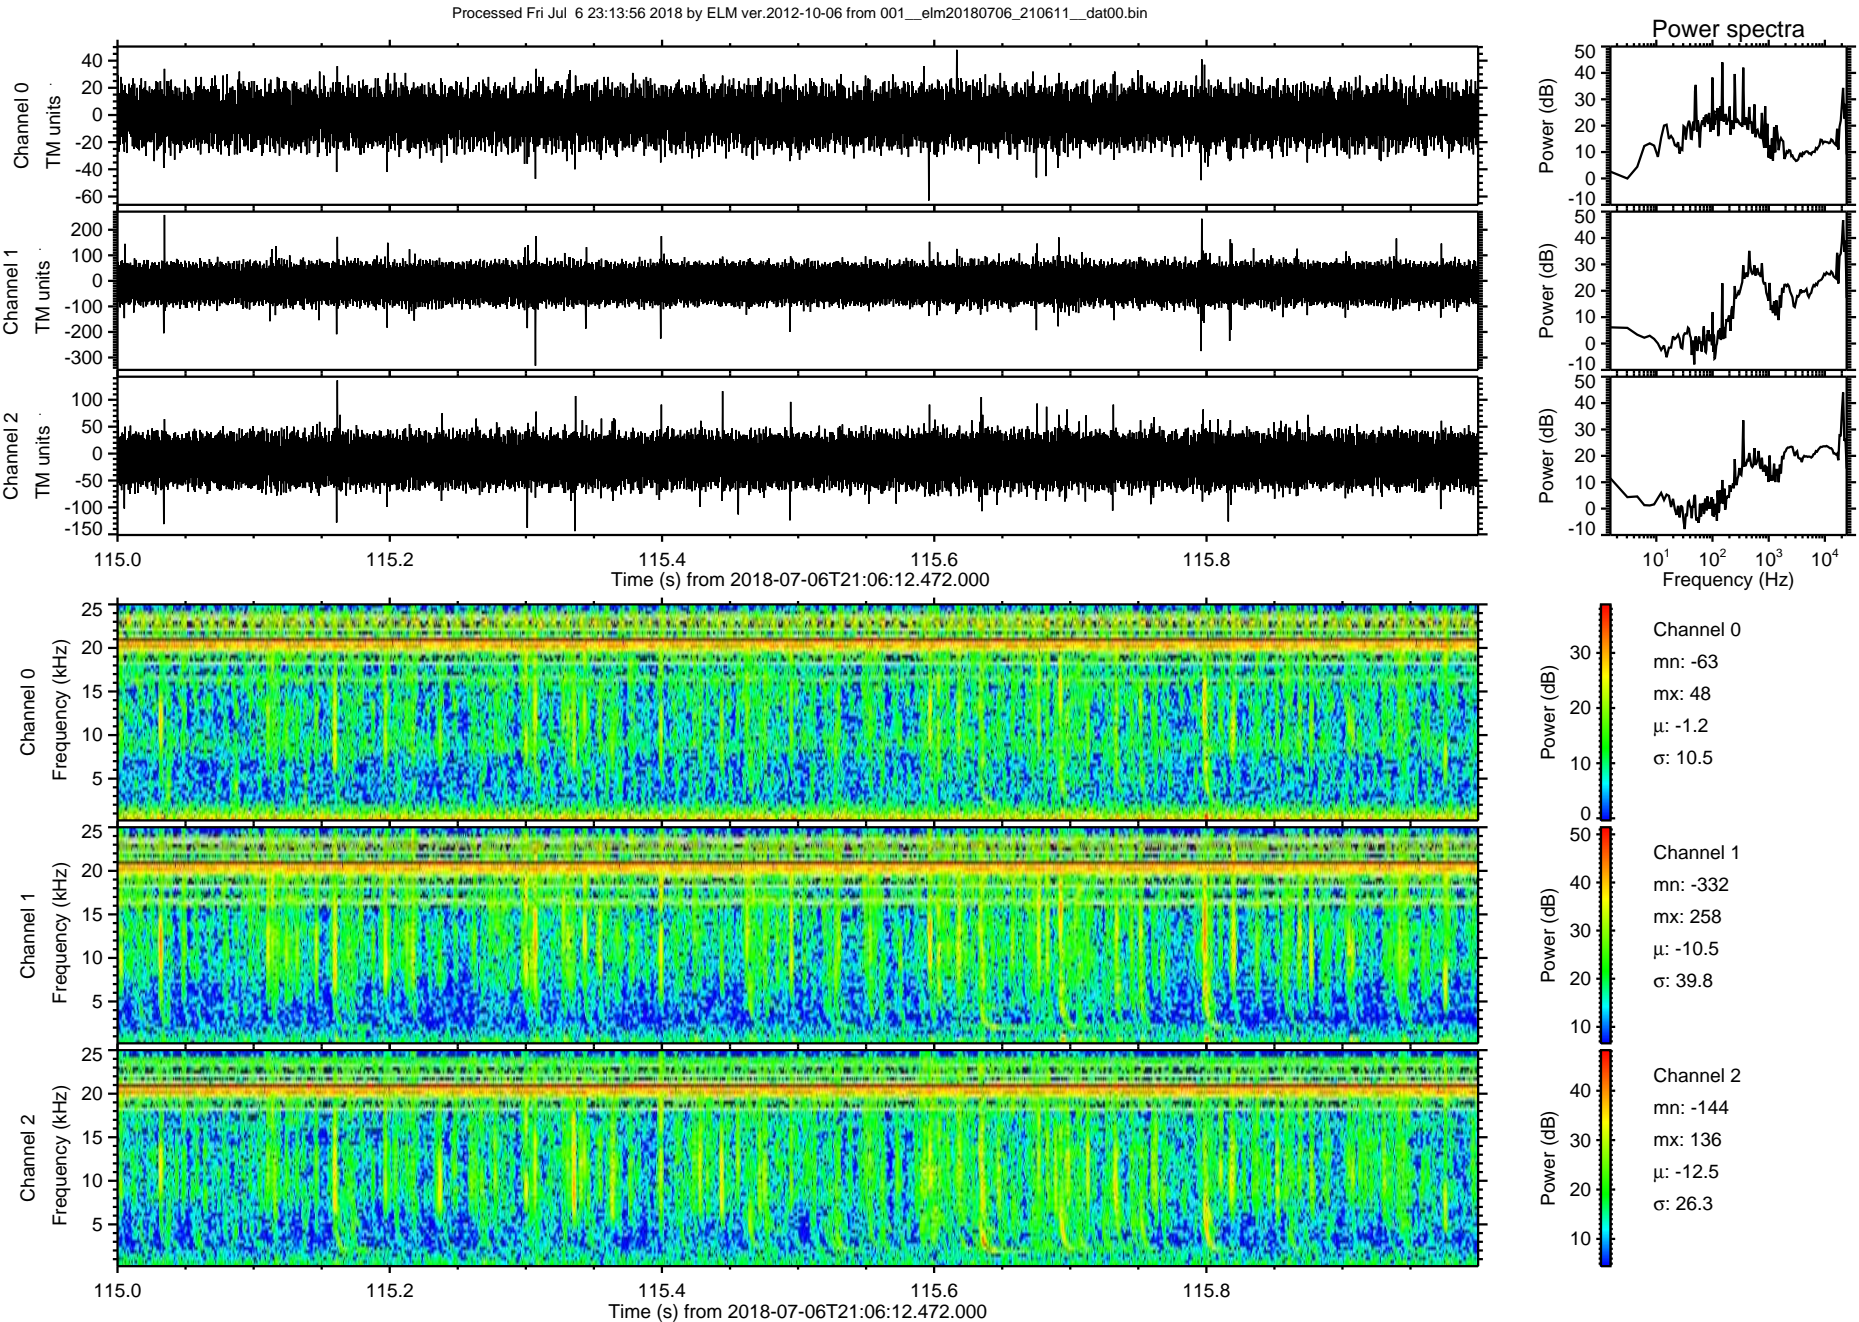 Processed Fri Jul  6 23:13:56 2018 by ELM ver.2012-10-06 from 001__elm20180706_210611__dat00.bin
Power spectra
Channel 0
TM units
40
20
0
-20
-40
-60
Power (dB)
50
40
30
20
10
0
-10
Channel 1
TM units
200
100
0
-100
-200
-300
Power (dB)
50
40
30
20
10
0
-10
Channel 2
TM units
100
50
0
-50
-100
-150
Power (dB)
50
40
30
20
10
0
-10
115.0 115.2 115.4 115.6 115.8
Time (s) from 2018-07-06T21:06:12.472.000
10^1 10^2 10^3 10^4
Frequency (Hz)
Channel 0
Frequency (kHz)
25
20
15
10
5
Power (dB)
30
20
10
0
Channel 0
mn: -63
mx: 48
μ: -1.2
σ: 10.5
Channel 1
Frequency (kHz)
25
20
15
10
5
Power (dB)
50
40
30
20
10
Channel 1
mn: -332
mx: 258
μ: -10.5
σ: 39.8
Channel 2
Frequency (kHz)
25
20
15
10
5
Power (dB)
40
30
20
10
Channel 2
mn: -144
mx: 136
μ: -12.5
σ: 26.3
115.0 115.2 115.4 115.6 115.8
Time (s) from 2018-07-06T21:06:12.472.000